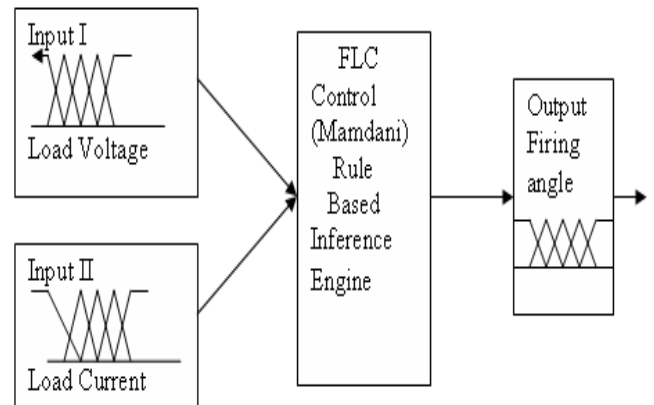 Input I
Load Voltage
Input II
Load Current
FLC
Control
(Mamdani)
Rule
Based
Inference
Engine
Output
Firing
angle